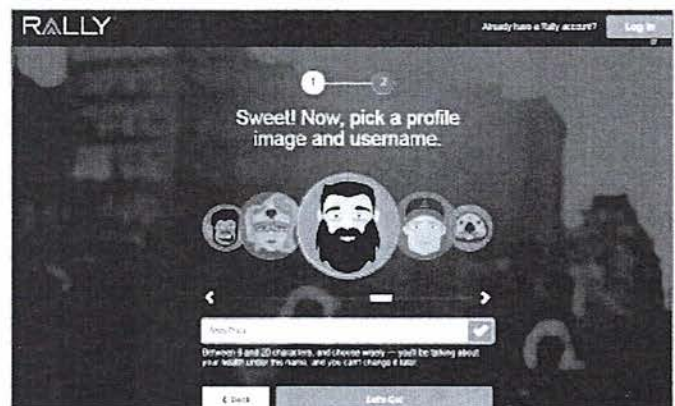 RALLY
Already have a Rally account?
Log In
1
2
Sweet! Now, pick a profile
image and username.
Between 6 and 20 characters, and choose wisely — you'll be talking about
your health under this name, and you can't change it later.
Back
Let's Go!